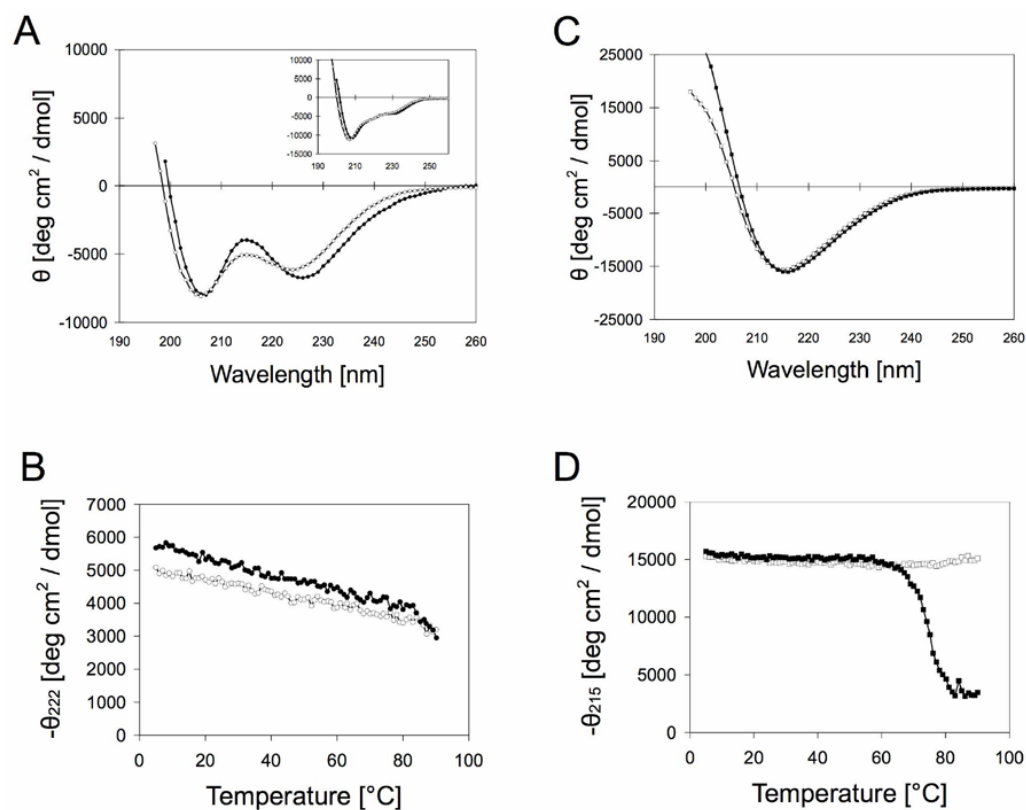 A
10000
5000
0
-5000
-10000
190 200 210 220 230 240 250 260
θ [deg cm² / dmol]
Wavelength [nm]
10000
5000
0
-5000
-10000
-15000
190 210 230 250
C
25000
15000
5000
-5000
-15000
-25000
190 200 210 220 230 240 250 260
θ [deg cm² / dmol]
Wavelength [nm]
B
7000
6000
5000
4000
3000
2000
1000
0
0 20 40 60 80 100
-θ₂₂₂ [deg cm² / dmol]
Temperature [°C]
D
20000
15000
10000
5000
0
0 20 40 60 80 100
-θ₂₁₅ [deg cm² / dmol]
Temperature [°C]